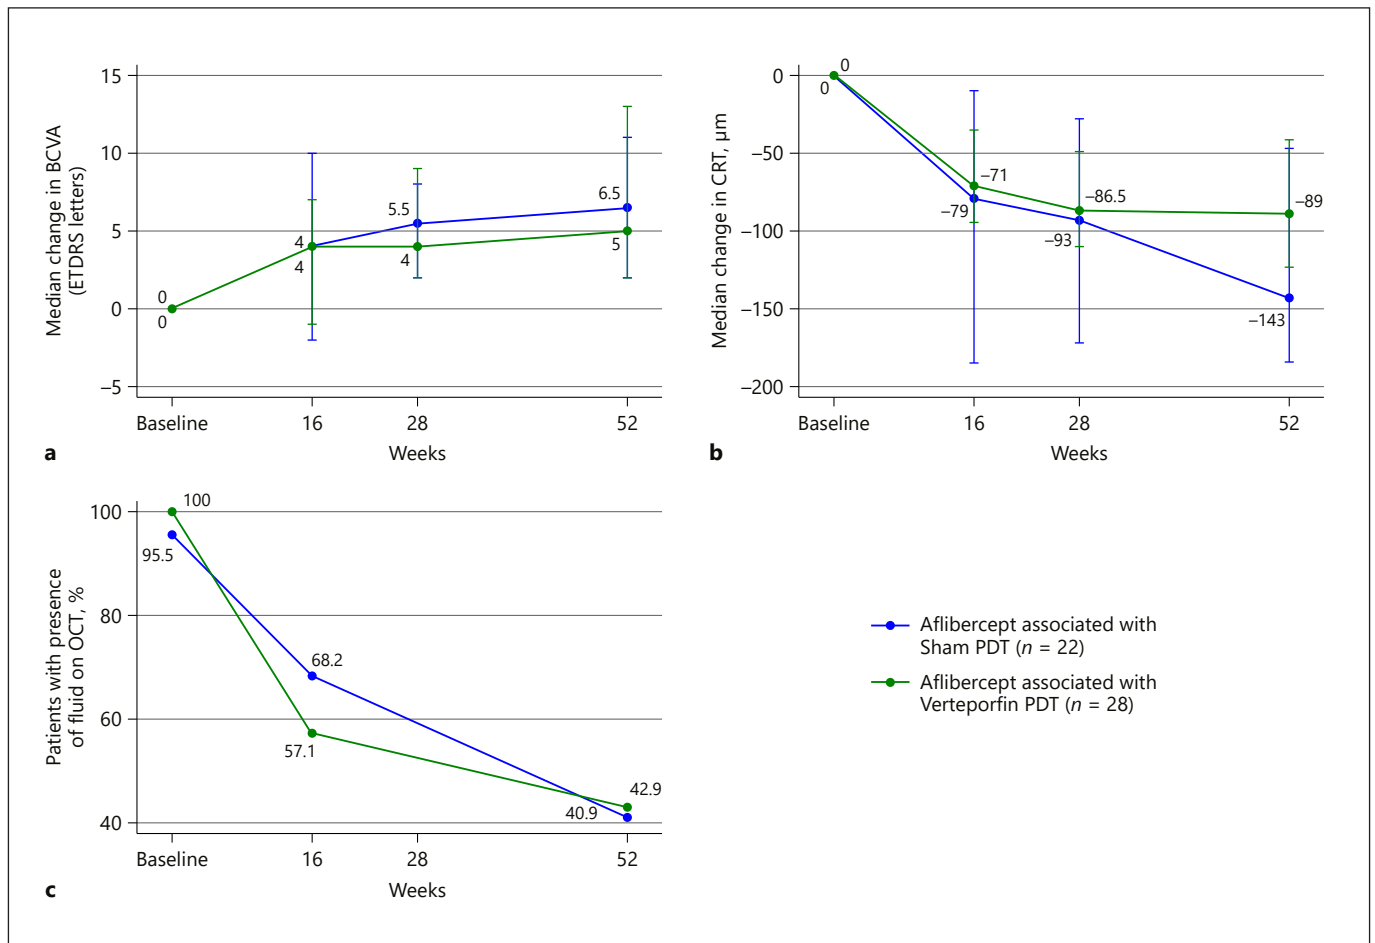 15
10
5
0
–5
Median change in BCVA
(ETDRS letters)
0
0
4
4
5.5
4
6.5
5
Baseline
16
28
52
Weeks
a
0
–50
–100
–150
–200
Median change in CRT, µm
0
0
–71
–79
–86.5
–93
–89
–143
Baseline
16
28
52
Weeks
b
100
80
60
40
Patients with presence
of fluid on OCT, %
100
95.5
68.2
57.1
42.9
40.9
Baseline
16
28
52
Weeks
c
Aflibercept associated with
Sham PDT (n = 22)
Aflibercept associated with
Verteporfin PDT (n = 28)